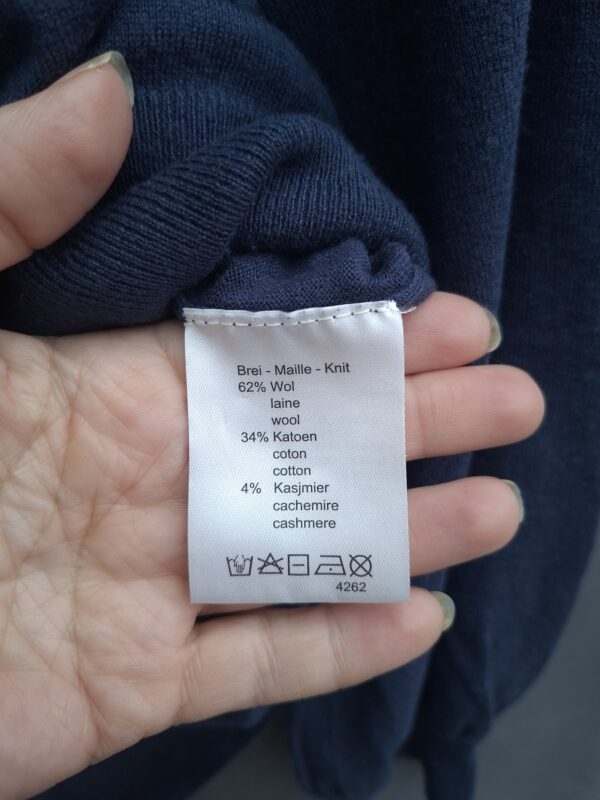 Brei - Maille - Knit
62% Wol
laine
wool
34% Katoen
coton
cotton
4% Kasjmier
cachemire
cashmere
4262